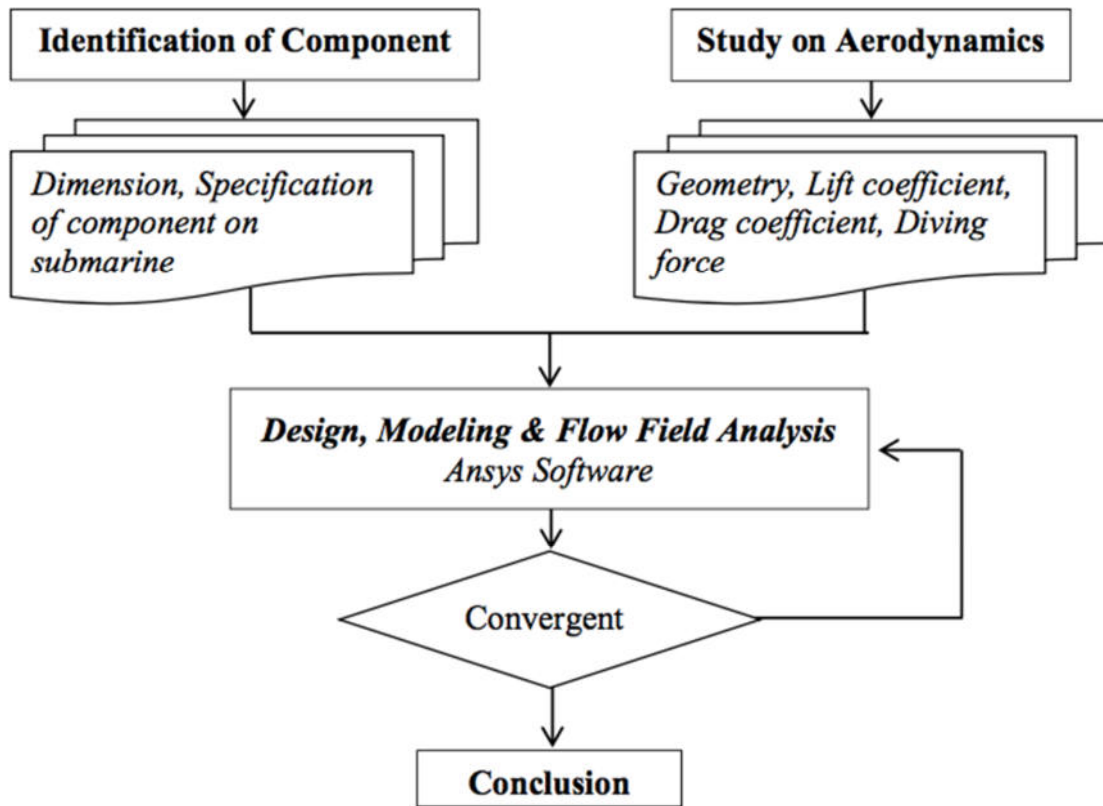 Identification of Component
Study on Aerodynamics
Dimension, Specification
of component on
submarine
Geometry, Lift coefficient,
Drag coefficient, Diving
force
Design, Modeling & Flow Field Analysis
Ansys Software
Convergent
Conclusion